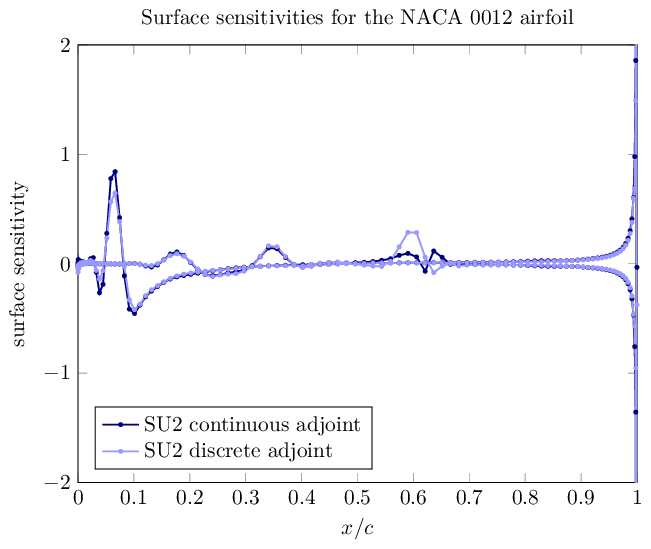 Surface sensitivities for the NACA 0012 airfoil
2
1
0
−1
−2
surface sensitivity
SU2 continuous adjoint
SU2 discrete adjoint
0 0.1 0.2 0.3 0.4 0.5 0.6 0.7 0.8 0.9 1
x/c